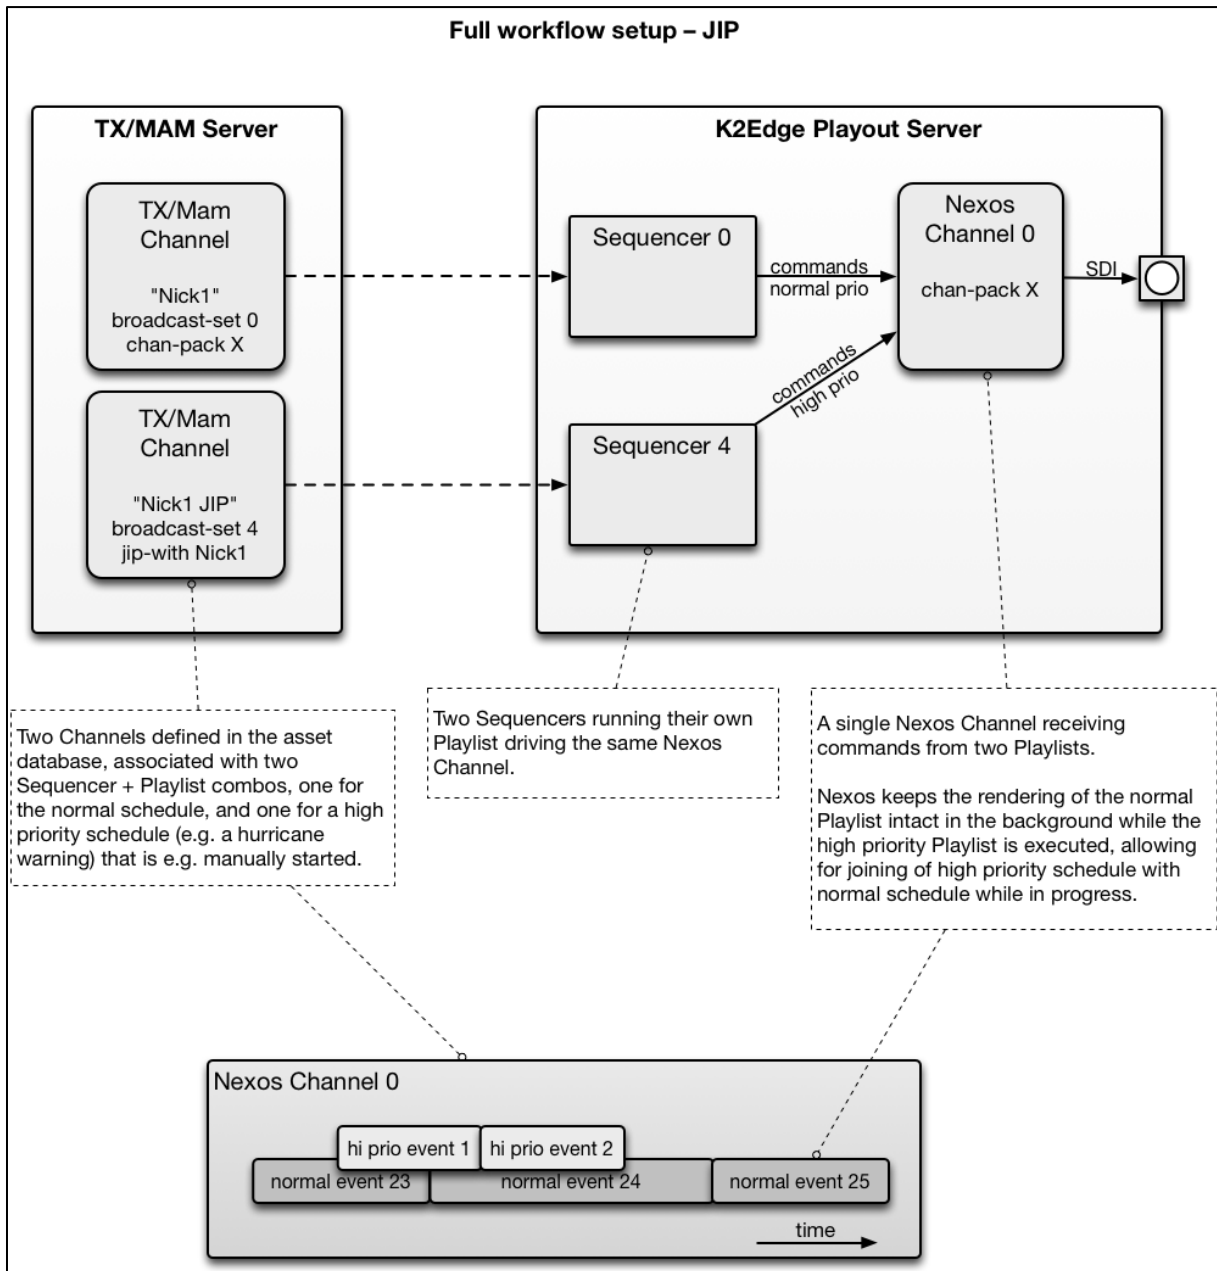 Full workflow setup – JIP
TX/MAM Server
TX/Mam
Channel
"Nick1"
broadcast-set 0
chan-pack X
TX/Mam
Channel
"Nick1 JIP"
broadcast-set 4
jip-with Nick1
K2Edge Playout Server
Sequencer 0
commands
normal prio
Nexos
Channel 0
chan-pack X
SDI
commands
high prio
Sequencer 4
Two Channels defined in the asset
database, associated with two
Sequencer + Playlist combos, one for
the normal schedule, and one for a high
priority schedule (e.g. a hurricane
warning) that is e.g. manually started.
Two Sequencers running their own
Playlist driving the same Nexos
Channel.
A single Nexos Channel receiving
commands from two Playlists.
Nexos keeps the rendering of the normal
Playlist intact in the background while the
high priority Playlist is executed, allowing
for joining of high priority schedule with
normal schedule while in progress.
Nexos Channel 0
hi prio event 1
hi prio event 2
normal event 23
normal event 24
normal event 25
time